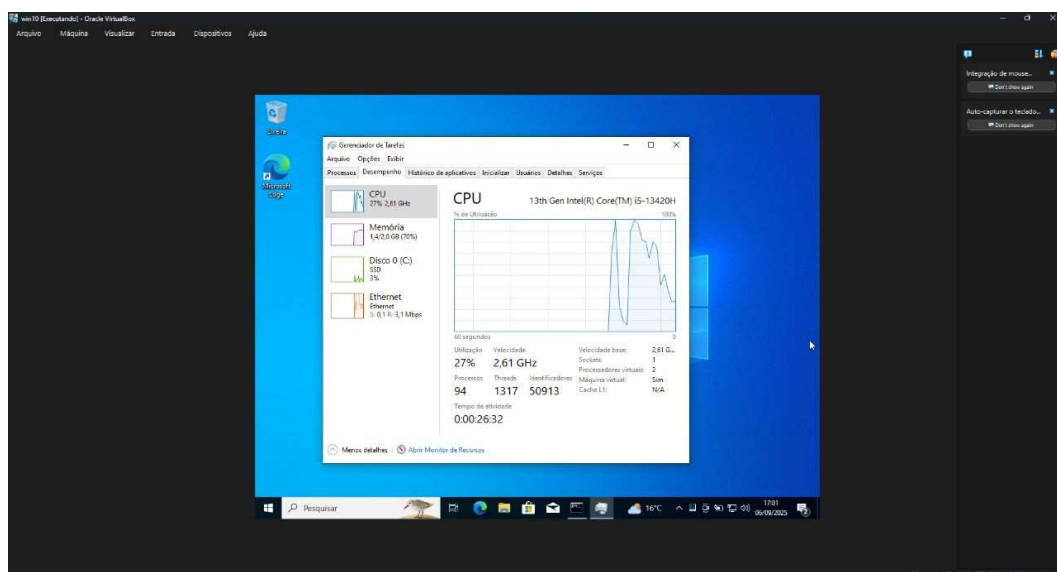 win10 [Executando] - Oracle VirtualBox
Arquivo Máquina Visualizar Entrada Dispositivos Ajuda
Integração de mouse...
Don't show again
Auto-capturar o teclado...
Don't show again
Microsoft
Edge
Gerenciador de Tarefas
Arquivo Opções Exibir
Processos Desempenho Histórico de aplicativos Inicializar Usuários Detalhes Serviços
CPU
27% 2,61 GHz
Memória
1,4/2,0 GB (70%)
Disco 0 (C:)
SSD
3%
Ethernet
Ethernet
S: 0,1 R: 3,1 Mbps
CPU 13th Gen Intel(R) Core(TM) i5-13420H
% de Utilização 100%
60 segundos 0
Utilização Velocidade
27% 2,61 GHz
Processos Threads Identificadores
94 1317 50913
Tempo de atividade
0:00:26:32
Velocidade base: 2,61 G...
Sockets: 1
Processadores virtuais: 2
Máquina virtual: Sim
Cache L1: N/A
Menos detalhes Abrir Monitor de Recursos
Pesquisar
16°C
17:01
06/09/2025